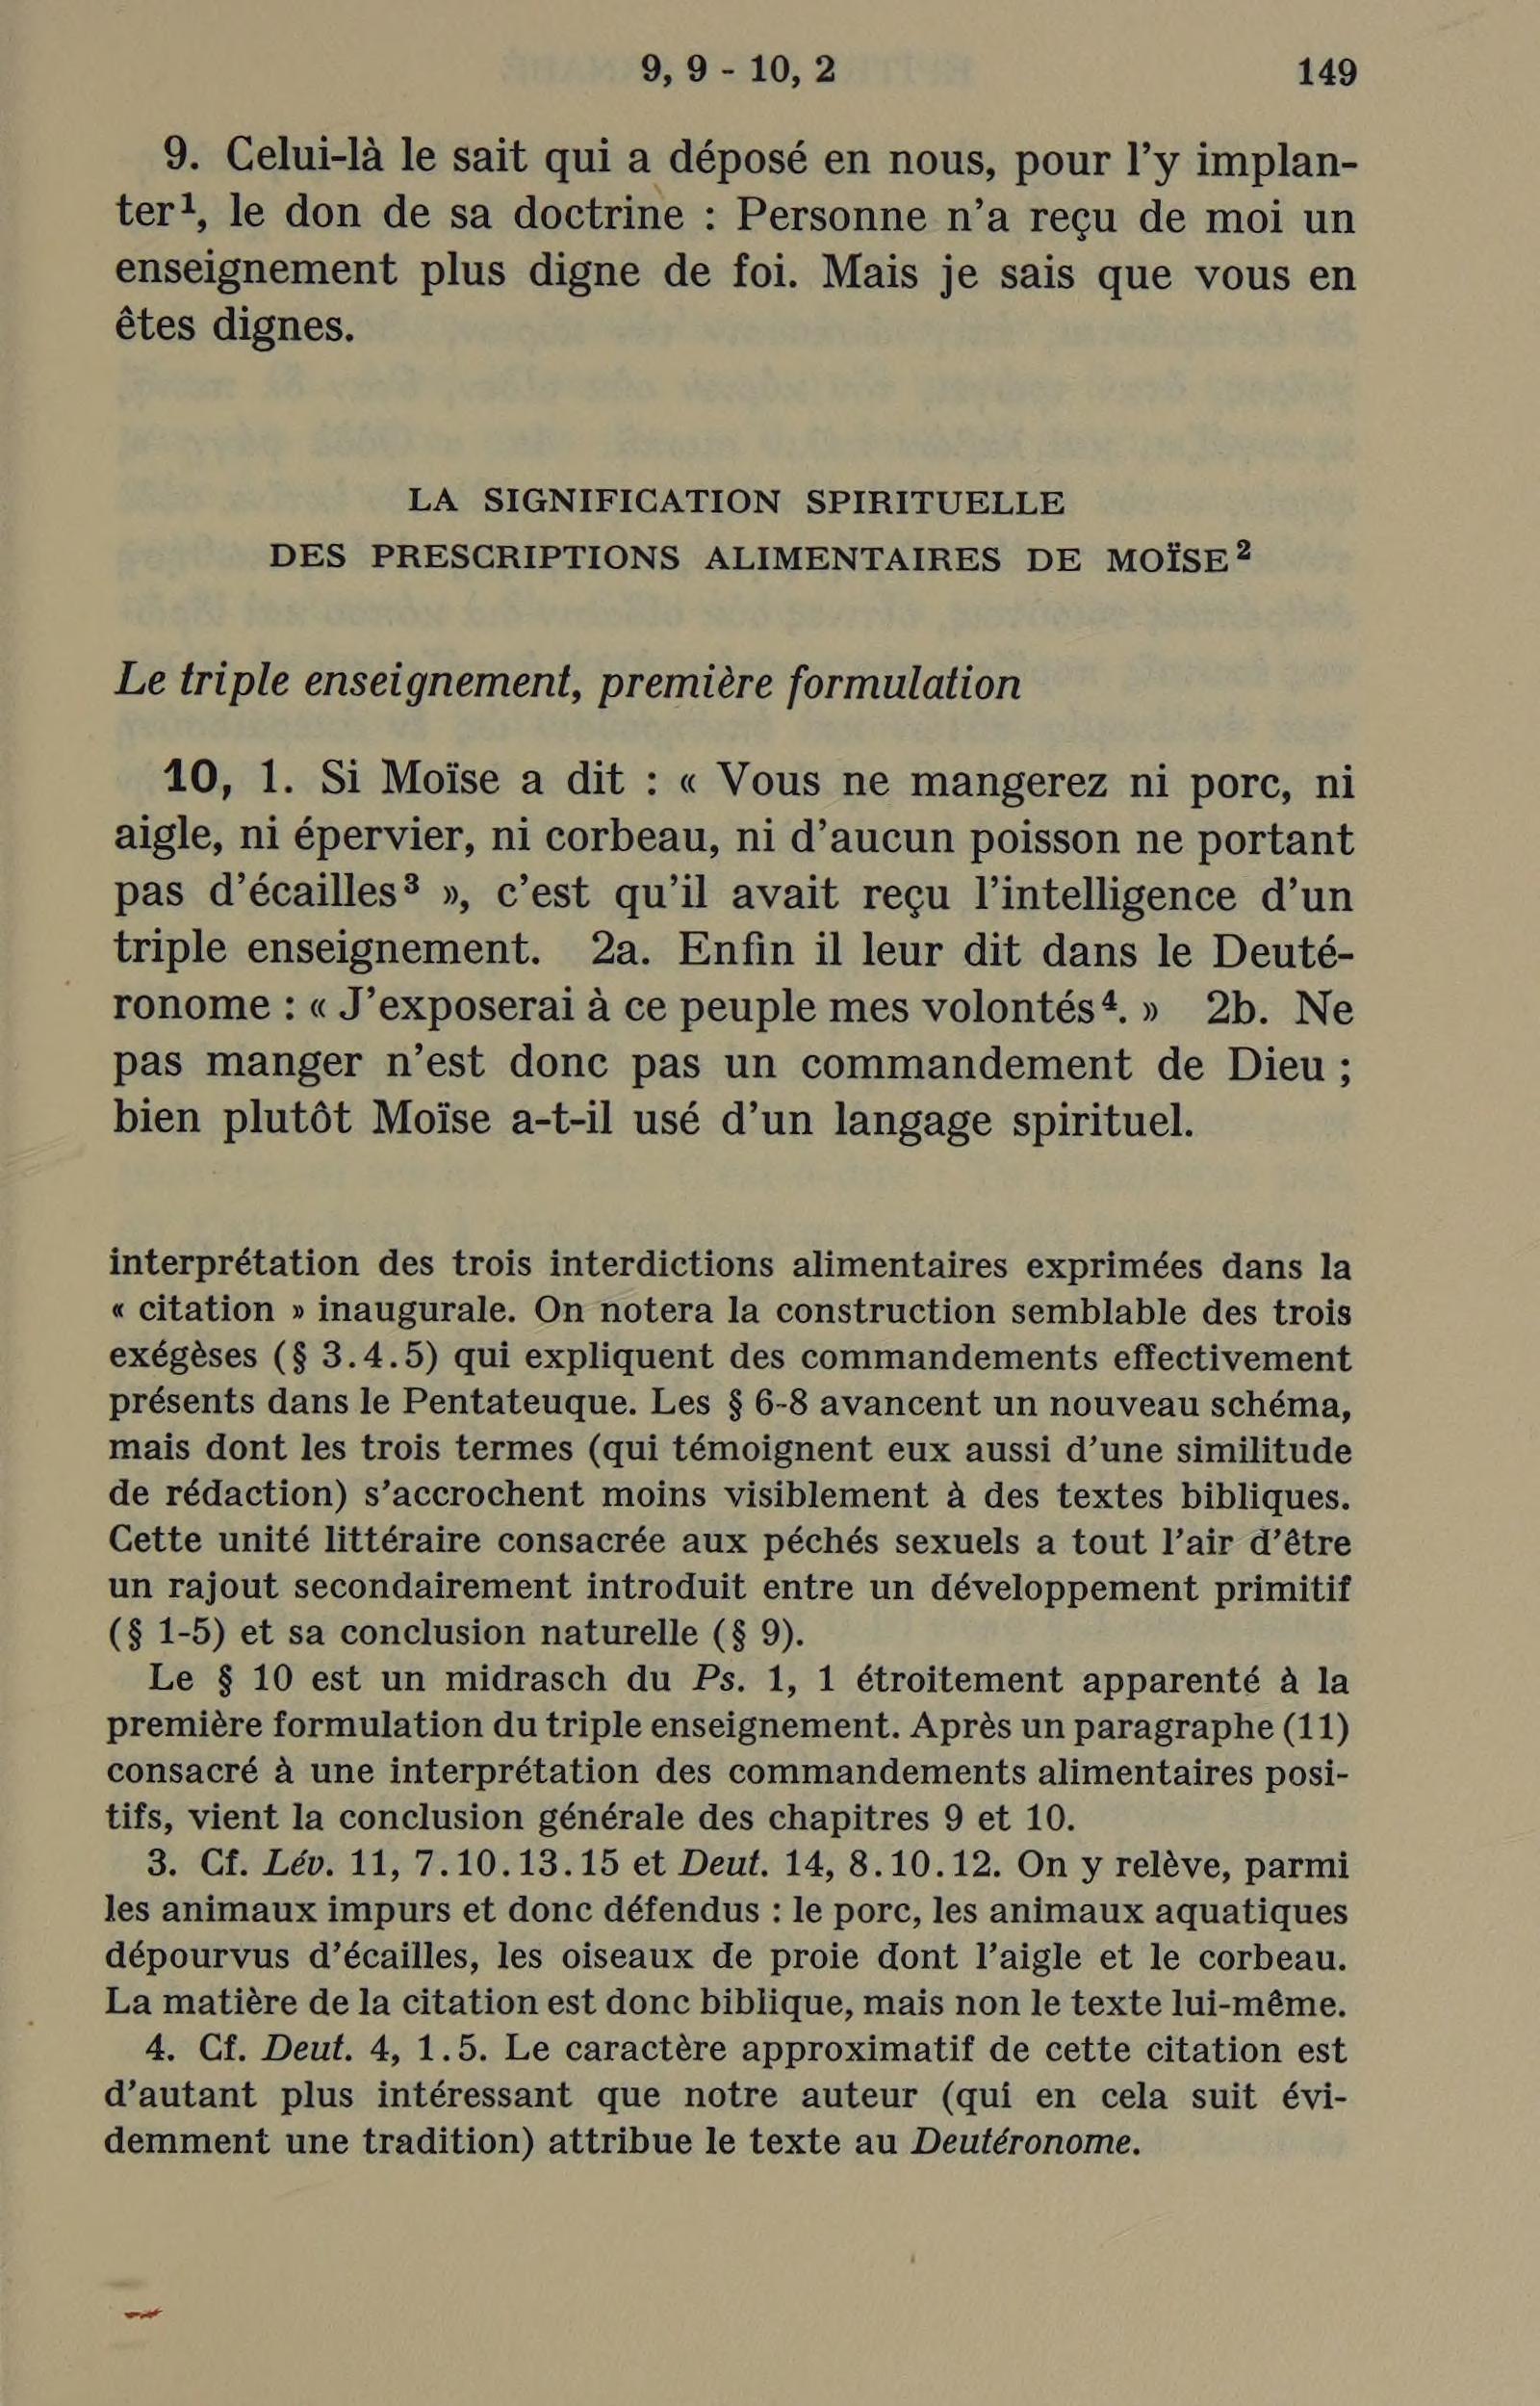 9, 9 - 10, 2 149
9. Celui-là le sait qui a déposé en nous, pour l’y implan-
ter¹, le don de sa doctrine : Personne n’a reçu de moi un
enseignement plus digne de foi. Mais je sais que vous en
êtes dignes.
LA SIGNIFICATION SPIRITUELLE
DES PRESCRIPTIONS ALIMENTAIRES DE MOÏSE²
Le triple enseignement, première formulation
10, 1. Si Moïse a dit : « Vous ne mangerez ni porc, ni
aigle, ni épervier, ni corbeau, ni d’aucun poisson ne portant
pas d’écailles³ », c’est qu’il avait reçu l’intelligence d’un
triple enseignement. 2a. Enfin il leur dit dans le Deuté-
ronome : « J’exposerai à ce peuple mes volontés⁴. » 2b. Ne
pas manger n’est donc pas un commandement de Dieu ;
bien plutôt Moïse a-t-il usé d’un langage spirituel.
interprétation des trois interdictions alimentaires exprimées dans la
« citation » inaugurale. On notera la construction semblable des trois
exégèses (§ 3.4.5) qui expliquent des commandements effectivement
présents dans le Pentateuque. Les § 6-8 avancent un nouveau schéma,
mais dont les trois termes (qui témoignent eux aussi d’une similitude
de rédaction) s’accrochent moins visiblement à des textes bibliques.
Cette unité littéraire consacrée aux péchés sexuels a tout l’air d’être
un rajout secondairement introduit entre un développement primitif
(§ 1-5) et sa conclusion naturelle (§ 9).
Le § 10 est un midrasch du Ps. 1, 1 étroitement apparenté à la
première formulation du triple enseignement. Après un paragraphe (11)
consacré à une interprétation des commandements alimentaires posi-
tifs, vient la conclusion générale des chapitres 9 et 10.
3. Cf. Lév. 11, 7.10.13.15 et Deut. 14, 8.10.12. On y relève, parmi
les animaux impurs et donc défendus : le porc, les animaux aquatiques
dépourvus d’écailles, les oiseaux de proie dont l’aigle et le corbeau.
La matière de la citation est donc biblique, mais non le texte lui-même.
4. Cf. Deut. 4, 1.5. Le caractère approximatif de cette citation est
d’autant plus intéressant que notre auteur (qui en cela suit évi-
demment une tradition) attribue le texte au Deutéronome.